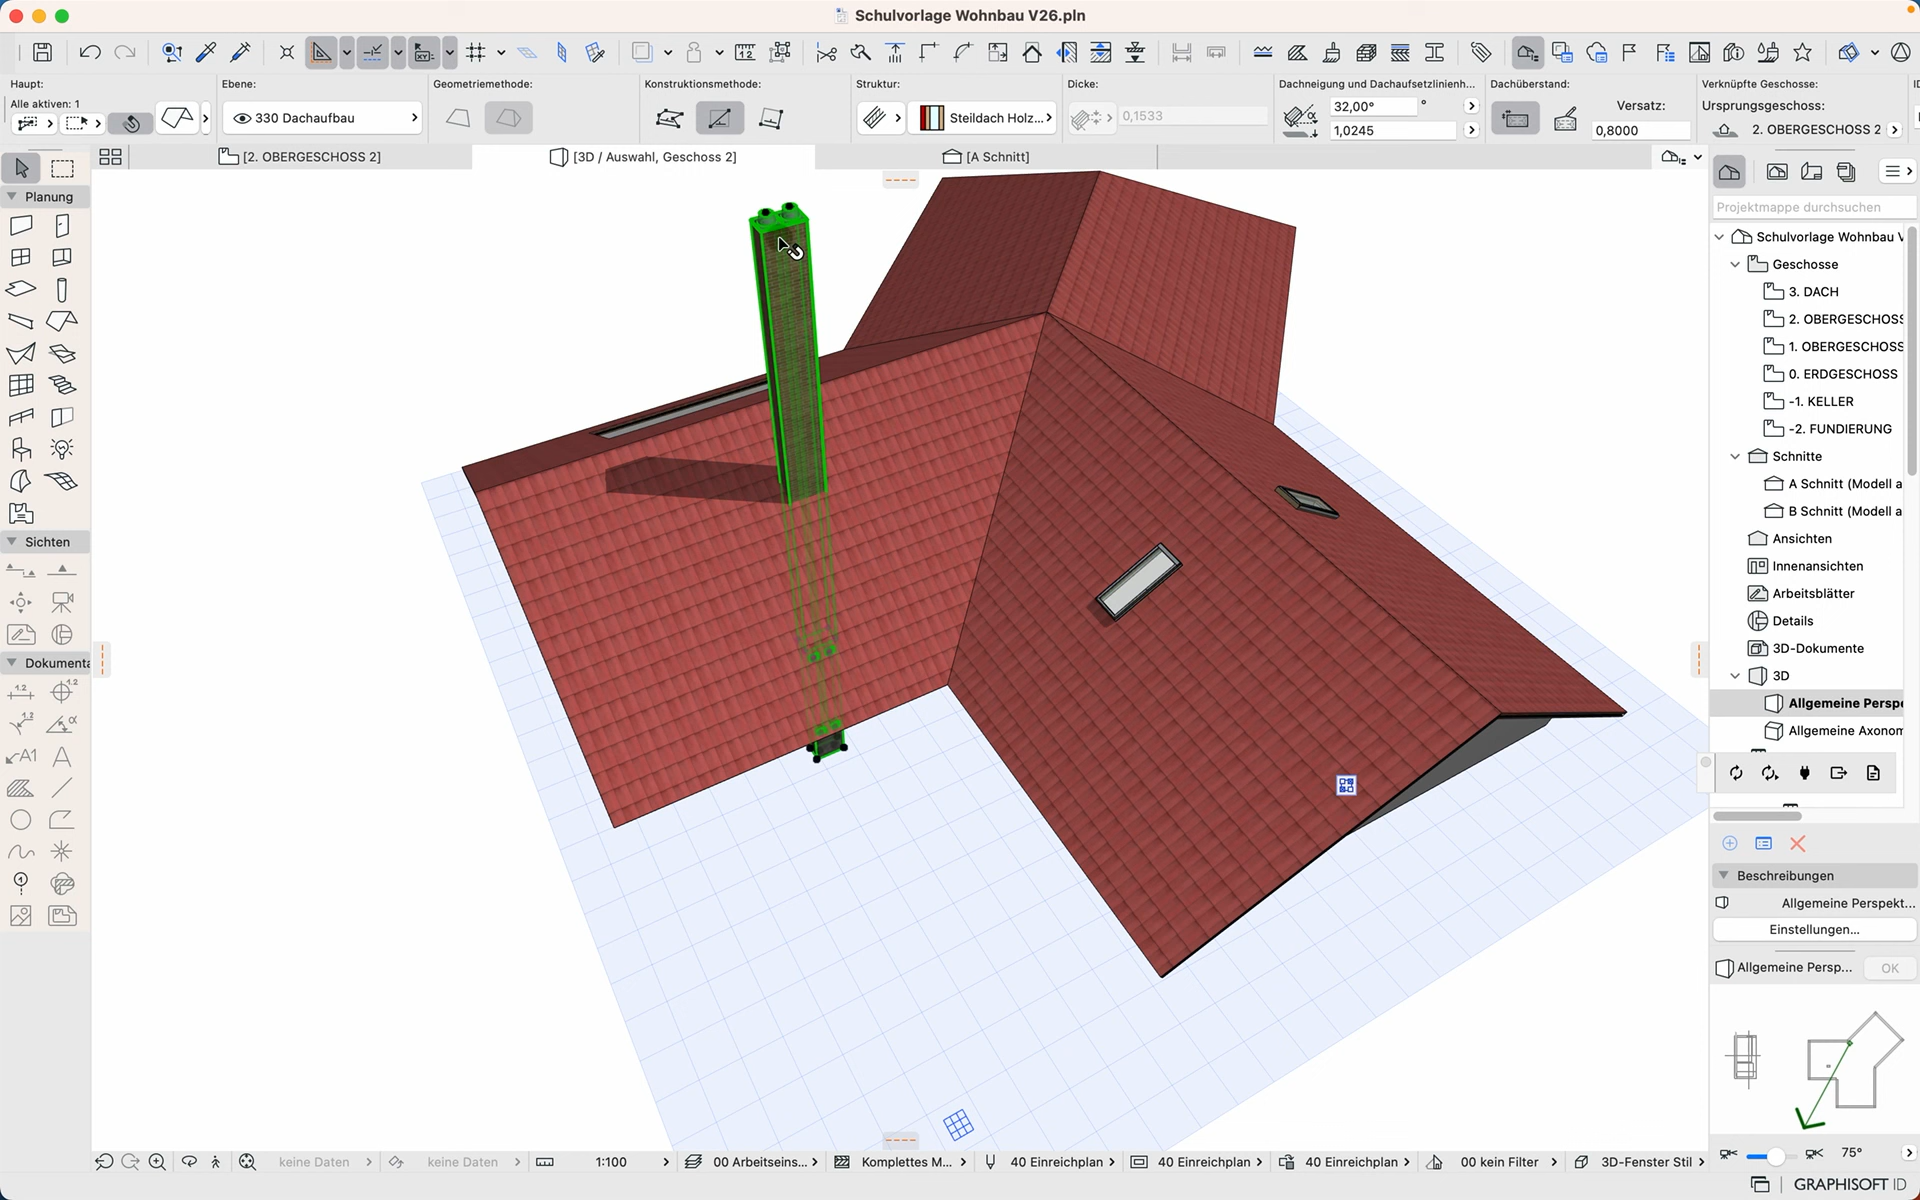 Schulvorlage Wohnbau V26.pln
Haupt:
Alle aktiven: 1
Ebene:
330 Dachaufbau
Geometriemethode:
Konstruktionsmethode:
Struktur:
Steildach Holz...
Dicke:
0,1533
Dachneigung und Dachaufsetzlinienh...
32,00°
°
1,0245
Dachüberstand:
Versatz:
0,8000
Verknüpfte Geschosse:
Ursprungsgeschoss:
2. OBERGESCHOSS 2
[2. OBERGESCHOSS 2]
[3D / Auswahl, Geschoss 2]
[A Schnitt]
Planung
Sichten
Dokumenta
Projektmappe durchsuchen
Schulvorlage Wohnbau V
Geschosse
3. DACH
2. OBERGESCHOSS
1. OBERGESCHOSS
0. ERDGESCHOSS
-1. KELLER
-2. FUNDIERUNG
Schnitte
A Schnitt (Modell a
B Schnitt (Modell a
Ansichten
Innenansichten
Arbeitsblätter
Details
3D-Dokumente
3D
Allgemeine Perspe
Allgemeine Axonom
Beschreibungen
Allgemeine Perspekt...
Einstellungen...
Allgemeine Persp...
OK
75°
keine Daten
keine Daten
1:100
00 Arbeitseins...
Komplettes M...
40 Einreichplan
40 Einreichplan
40 Einreichplan
00 kein Filter
3D-Fenster Stil
GRAPHISOFT ID